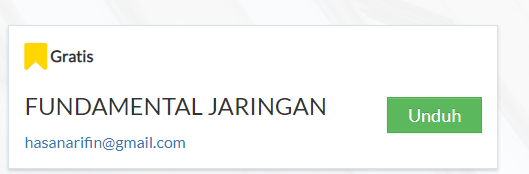 Gratis
FUNDAMENTAL JARINGAN
Unduh
hasanarifin@gmail.com